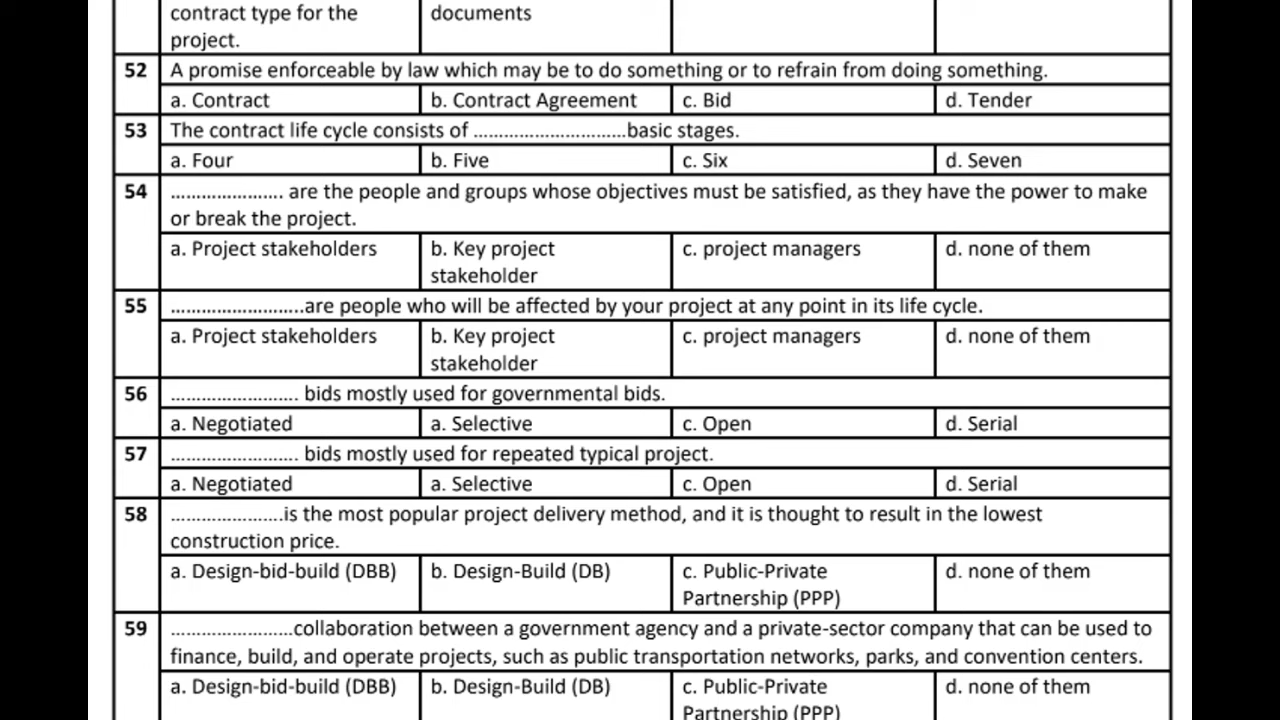 contract type for the documents
project.
52 A promise enforceable by law which may be to do something or to refrain from doing something.
a. Contract b. Contract Agreement c. Bid d. Tender
53 The contract life cycle consists of ..............................basic stages.
a. Four b. Five c. Six d. Seven
54 ...................... are the people and groups whose objectives must be satisfied, as they have the power to make
or break the project.
a. Project stakeholders b. Key project c. project managers d. none of them
stakeholder
55 ..........................are people who will be affected by your project at any point in its life cycle.
a. Project stakeholders b. Key project c. project managers d. none of them
stakeholder
56 ......................... bids mostly used for governmental bids.
a. Negotiated a. Selective c. Open d. Serial
57 ......................... bids mostly used for repeated typical project.
a. Negotiated a. Selective c. Open d. Serial
58 ......................is the most popular project delivery method, and it is thought to result in the lowest
construction price.
a. Design-bid-build (DBB) b. Design-Build (DB) c. Public-Private d. none of them
Partnership (PPP)
59 ........................collaboration between a government agency and a private-sector company that can be used to
finance, build, and operate projects, such as public transportation networks, parks, and convention centers.
a. Design-bid-build (DBB) b. Design-Build (DB) c. Public-Private d. none of them
Partnership (PPP)